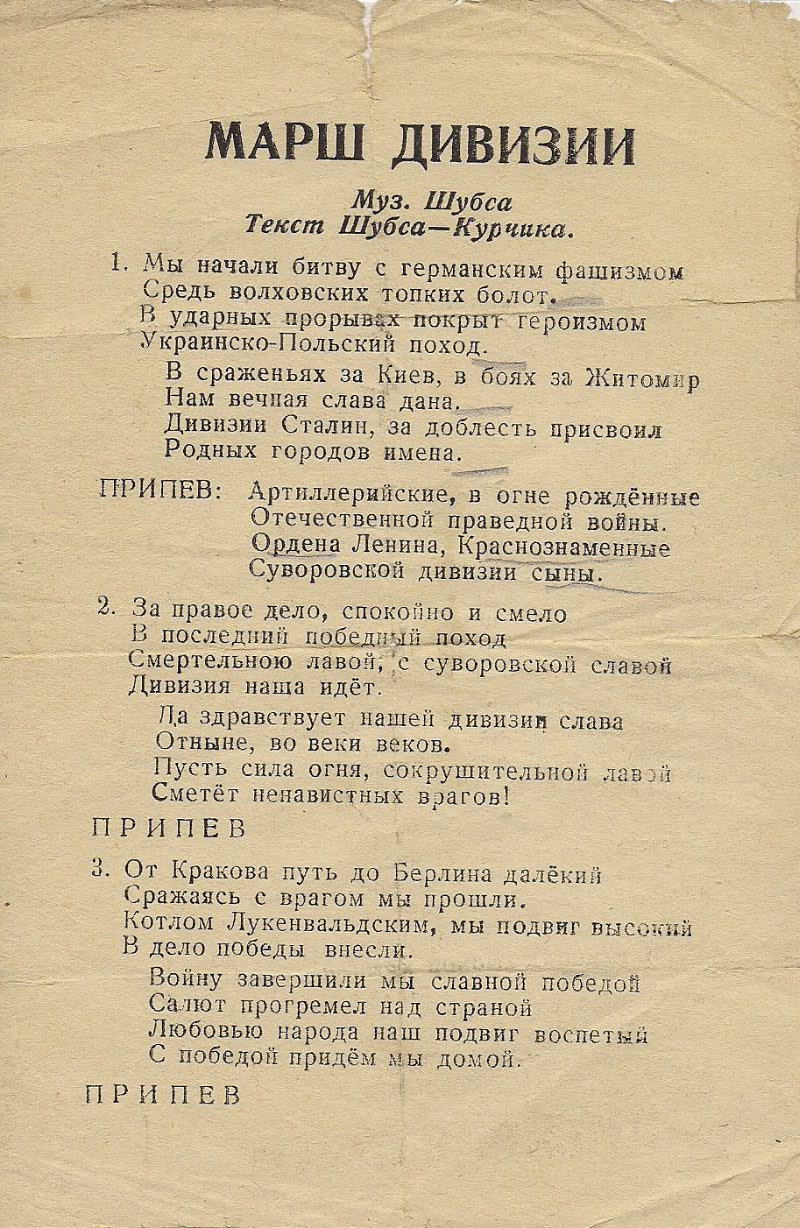 МАРШ ДИВИЗИИ
Муз. Шубса
Текст Шубса—Курчика.
1. Мы начали битву с германским фашизмом
Средь волховских топких болот.
В ударных прорывах покрыт героизмом
Украинско-Польский поход.
В сраженьях за Киев, в боях за Житомир
Нам вечная слава дана.
Дивизии Сталин, за доблесть присвоил
Родных городов имена.
ПРИПЕВ: Артиллерийские, в огне рождённые
Отечественной праведной войны.
Ордена Ленина, Краснознаменные
Суворовской дивизии сыны.
2. За правое дело, спокойно и смело
В последний победный поход
Смертельною лавой, с суворовской славой
Дивизия наша идёт.
Да здравствует нашей дивизии слава
Отныне, во веки веков.
Пусть сила огня, сокрушительной лавой
Сметёт ненавистных врагов!
ПРИПЕВ
3. От Кракова путь до Берлина далёкий
Сражаясь с врагом мы прошли.
Котлом Лукенвальдским, мы подвиг высокий
В дело победы внесли.
Войну завершили мы славной победой
Салют прогремел над страной
Любовью народа наш подвиг воспетый
С победой придём мы домой.
ПРИПЕВ